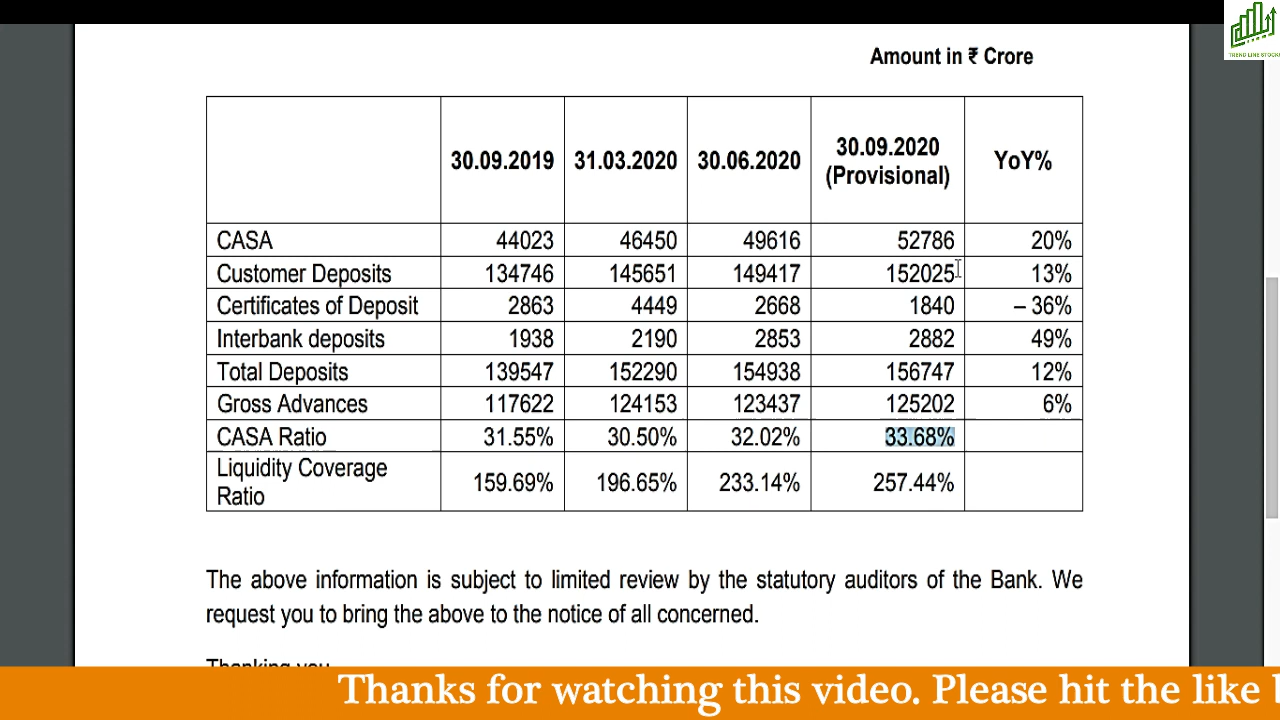 TREND LINE STOCKS
Amount in ₹ Crore
30.09.2019 31.03.2020 30.06.2020 30.09.2020 (Provisional) YoY%
CASA 44023 46450 49616 52786 20%
Customer Deposits 134746 145651 149417 152025 13%
Certificates of Deposit 2863 4449 2668 1840 – 36%
Interbank deposits 1938 2190 2853 2882 49%
Total Deposits 139547 152290 154938 156747 12%
Gross Advances 117622 124153 123437 125202 6%
CASA Ratio 31.55% 30.50% 32.02% 33.68%
Liquidity Coverage Ratio 159.69% 196.65% 233.14% 257.44%
The above information is subject to limited review by the statutory auditors of the Bank. We
request you to bring the above to the notice of all concerned.
Thanking you
Thanks for watching this video. Please hit the like